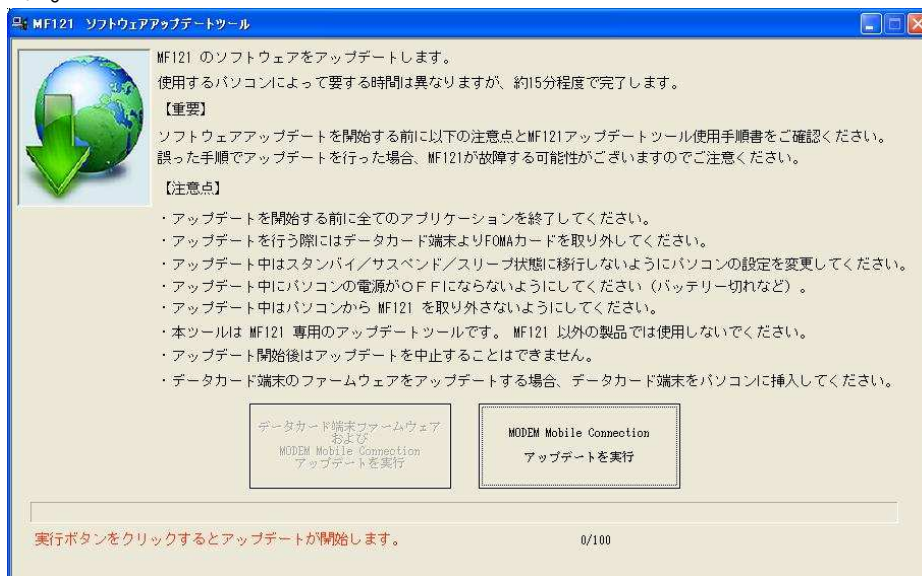 MF121 ソフトウェアアップデートツール
MF121 のソフトウェアをアップデートします。
使用するパソコンによって要する時間は異なりますが、約15分程度で完了します。
【重要】
ソフトウェアアップデートを開始する前に以下の注意点とMF121アップデートツール使用手順書をご確認ください。
誤った手順でアップデートを行った場合、MF121が故障する可能性がございますのでご注意ください。
【注意点】
・アップデートを開始する前に全てのアプリケーションを終了してください。
・アップデートを行う際にはデータカード端末よりFOMAカードを取り外してください。
・アップデート中はスタンバイ／サスペンド／スリープ状態に移行しないようにパソコンの設定を変更してください。
・アップデート中にパソコンの電源がＯＦＦにならないようにしてください（バッテリー切れなど）。
・アップデート中はパソコンから MF121 を取り外さないようにしてください。
・本ツールは MF121 専用のアップデートツールです。 MF121 以外の製品では使用しないでください。
・アップデート開始後はアップデートを中止することはできません。
・データカード端末のファームウェアをアップデートする場合、データカード端末をパソコンに挿入してください。
データカード端末ファームウェア
および
MODEM Mobile Connection
アップデートを実行
MODEM Mobile Connection
アップデートを実行
実行ボタンをクリックするとアップデートが開始します。
0/100